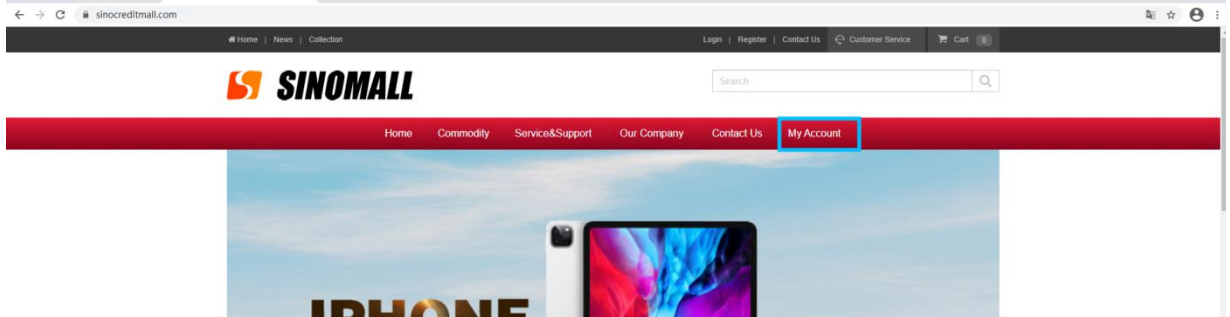 sinocreditmall.com
Home | News | Collection
Login | Register | Contact Us
Customer Service
Cart 0
SINOMALL
Search
Home Commodity Service&Support Our Company Contact Us My Account
IPHONE